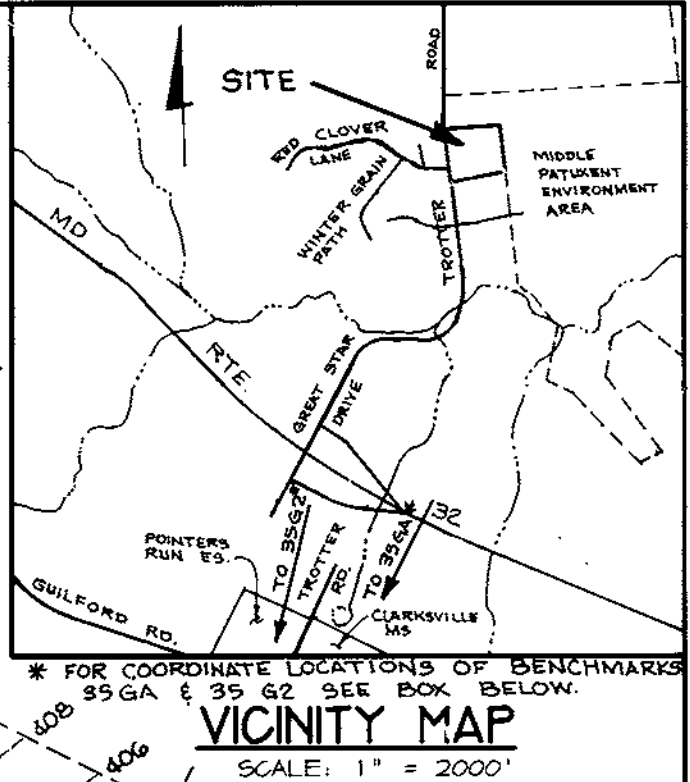 ROAD
SITE
RED CLOVER
LANE
MIDDLE
PATUXENT
ENVIRONMENT
AREA
WINTER GRAIN
PATH
TROTTER
MD
RTE.
32
GREAT STAR
DRIVE
POINTERS
RUN ES.
TO 35G2
TROTTER
RD.
TO 35GA
CLARKSVILLE
MS
GUILFORD RD.
* FOR COORDINATE LOCATIONS OF BENCHMARKS
35GA & 35 G2 SEE BOX BELOW.
VICINITY MAP
SCALE: 1" = 2000'
408
406